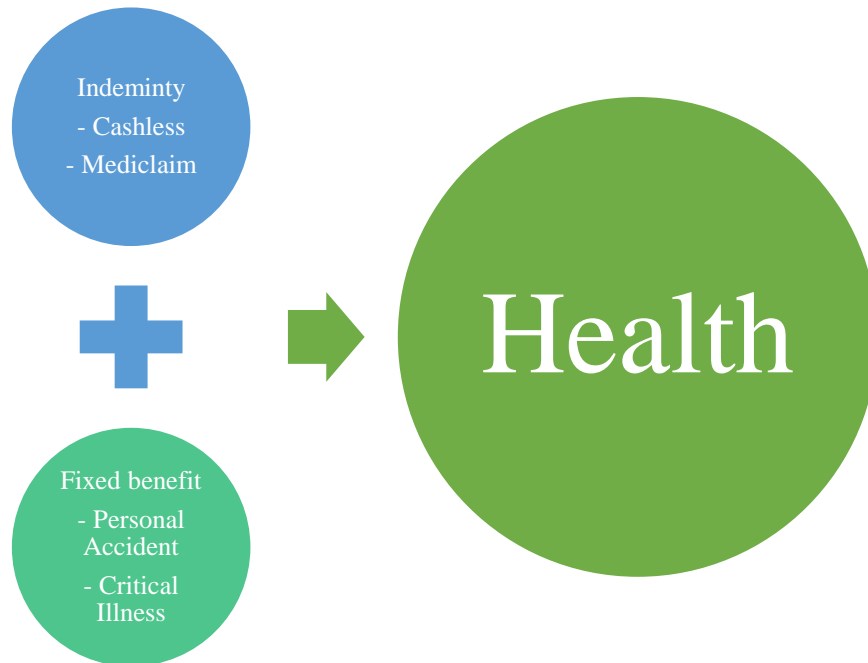 Indeminty
- Cashless
- Mediclaim
Fixed benefit
- Personal
Accident
- Critical
Illness
Health